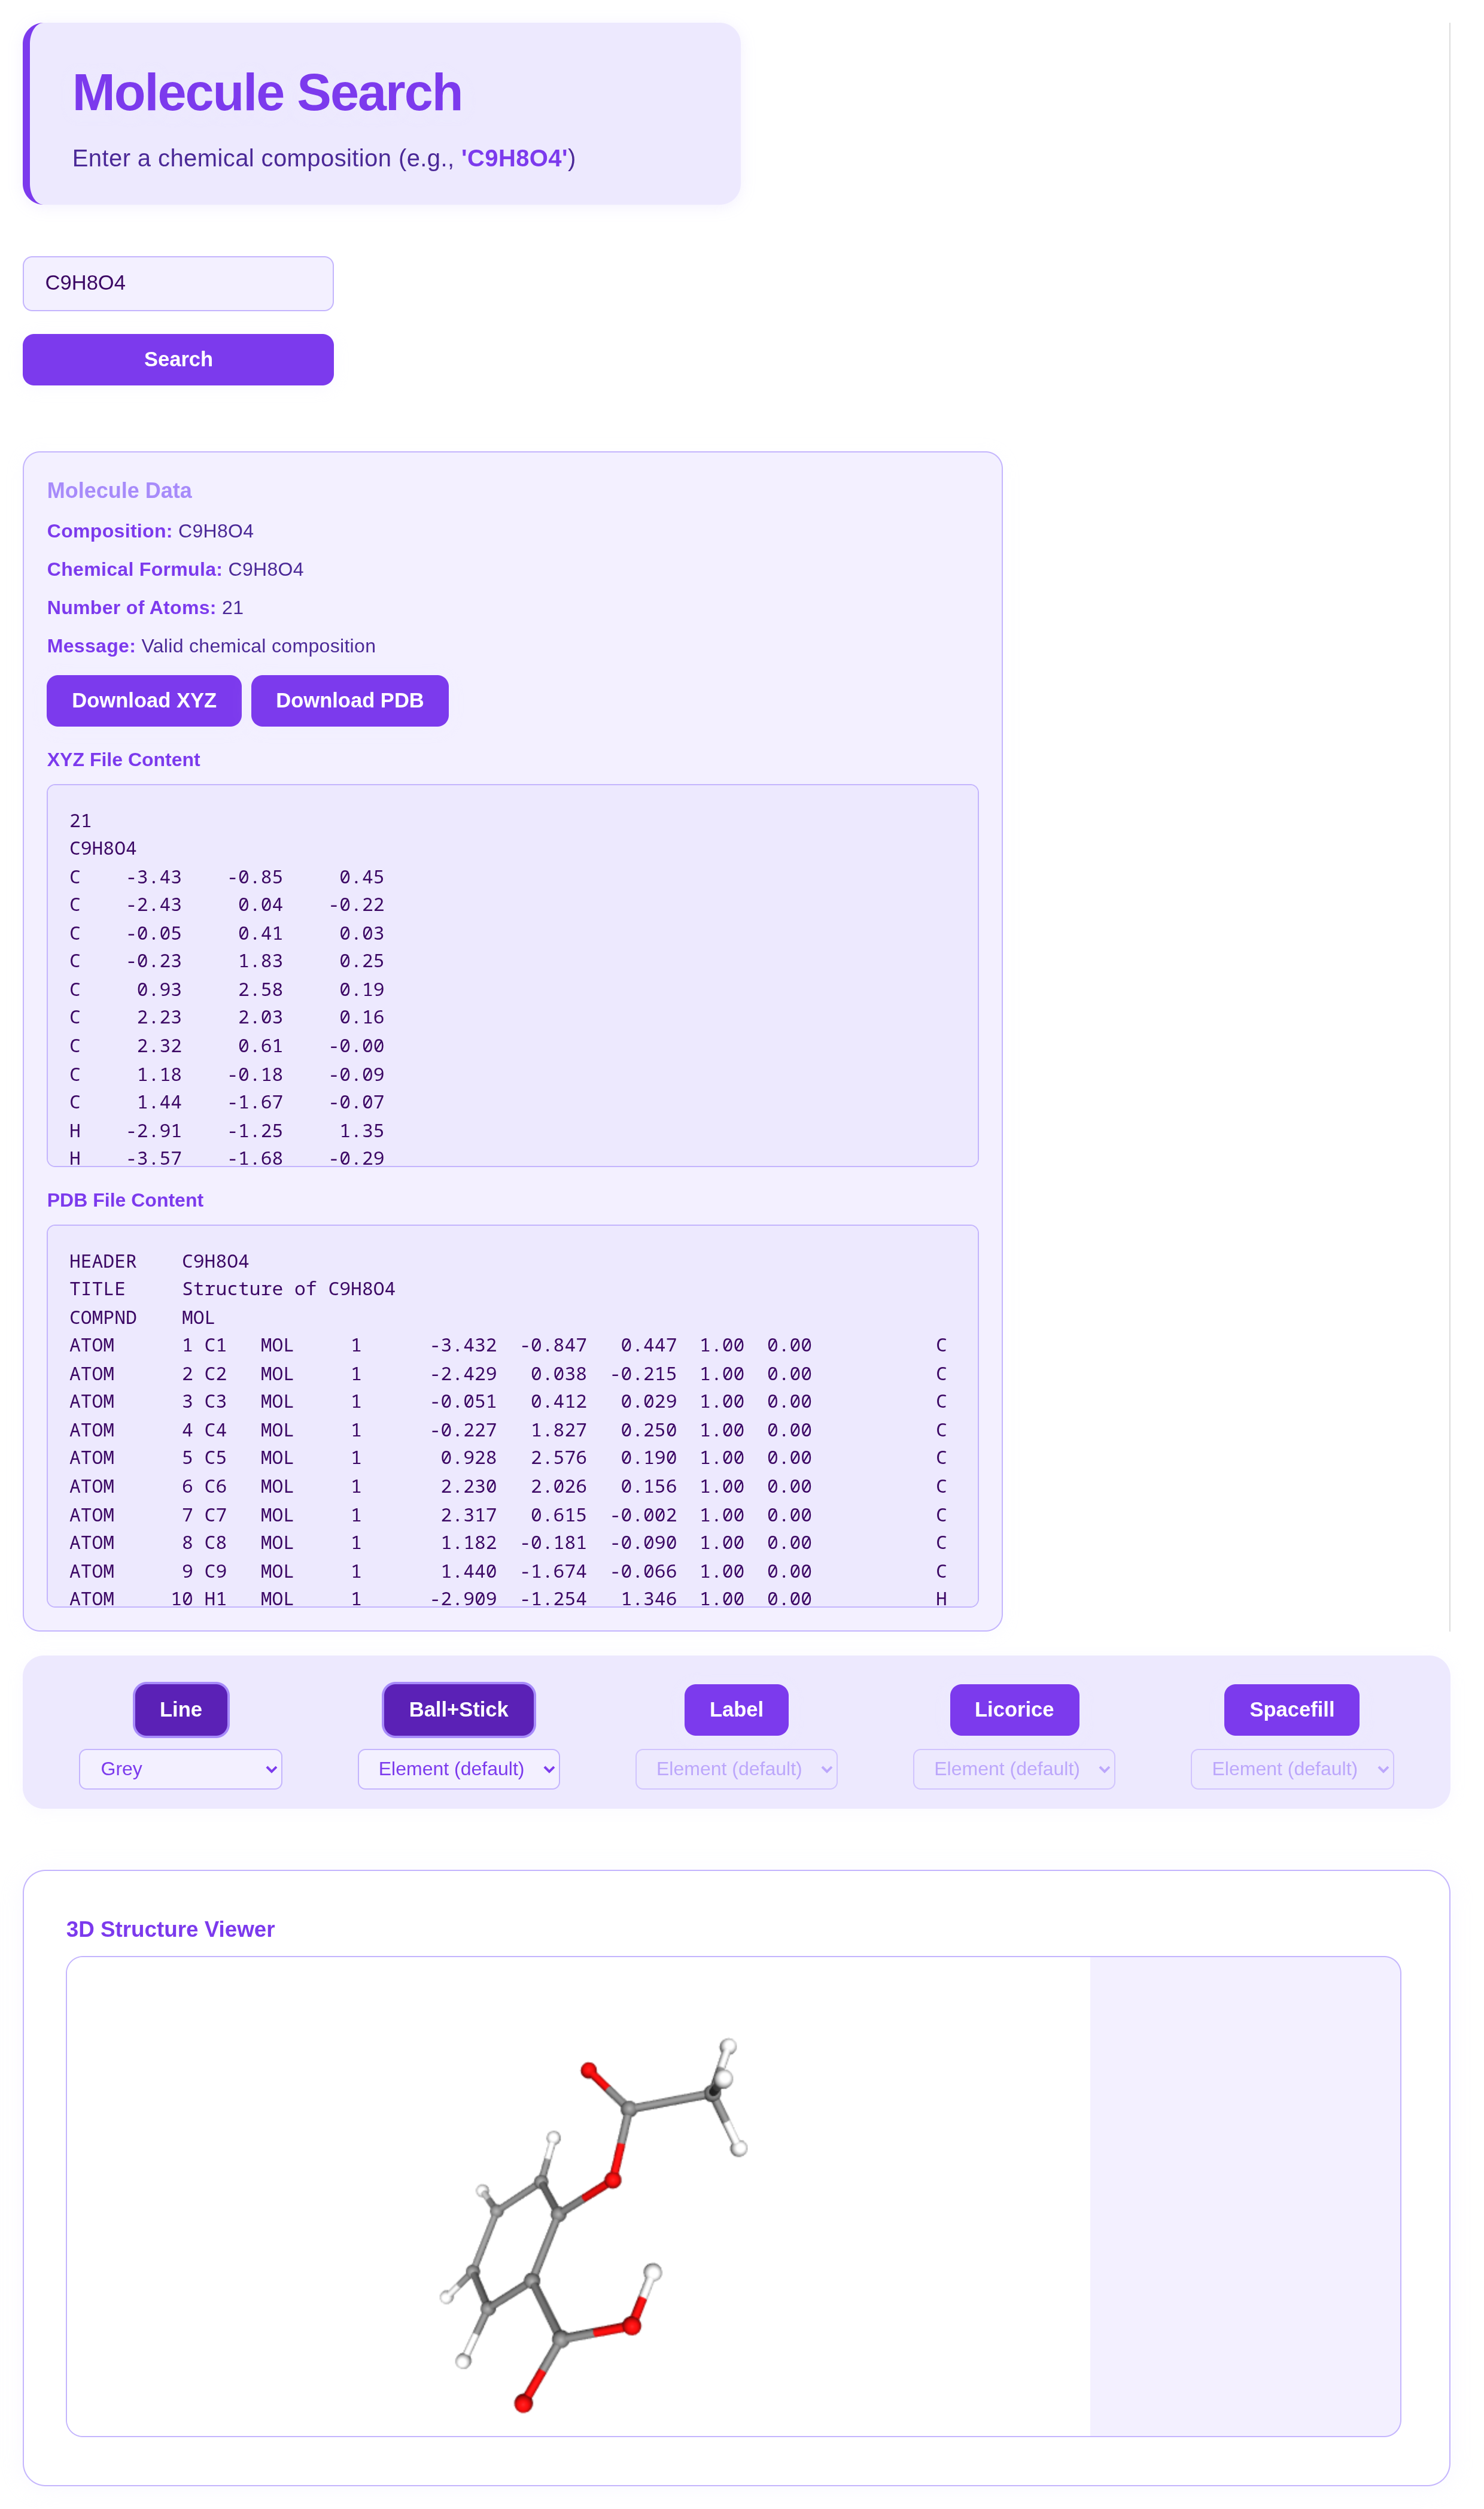 Molecule Search
Enter a chemical composition (e.g., 'C9H8O4')
C9H8O4
Search
Molecule Data
Composition: C9H8O4
Chemical Formula: C9H8O4
Number of Atoms: 21
Message: Valid chemical composition
Download XYZ Download PDB
XYZ File Content
21
C9H8O4
C    -3.43    -0.85     0.45
C    -2.43     0.04    -0.22
C    -0.05     0.41     0.03
C    -0.23     1.83     0.25
C     0.93     2.58     0.19
C     2.23     2.03     0.16
C     2.32     0.61    -0.00
C     1.18    -0.18    -0.09
C     1.44    -1.67    -0.07
H    -2.91    -1.25     1.35
H    -3.57    -1.68    -0.29
PDB File Content
HEADER    C9H8O4
TITLE     Structure of C9H8O4
COMPND    MOL
ATOM      1 C1   MOL     1      -3.432  -0.847   0.447  1.00  0.00           C
ATOM      2 C2   MOL     1      -2.429   0.038  -0.215  1.00  0.00           C
ATOM      3 C3   MOL     1      -0.051   0.412   0.029  1.00  0.00           C
ATOM      4 C4   MOL     1      -0.227   1.827   0.250  1.00  0.00           C
ATOM      5 C5   MOL     1       0.928   2.576   0.190  1.00  0.00           C
ATOM      6 C6   MOL     1       2.230   2.026   0.156  1.00  0.00           C
ATOM      7 C7   MOL     1       2.317   0.615  -0.002  1.00  0.00           C
ATOM      8 C8   MOL     1       1.182  -0.181  -0.090  1.00  0.00           C
ATOM      9 C9   MOL     1       1.440  -1.674  -0.066  1.00  0.00           C
ATOM     10 H1   MOL     1      -2.909  -1.254   1.346  1.00  0.00           H
Line Ball+Stick Label Licorice Spacefill
Grey Element (default) Element (default) Element (default) Element (default)
3D Structure Viewer